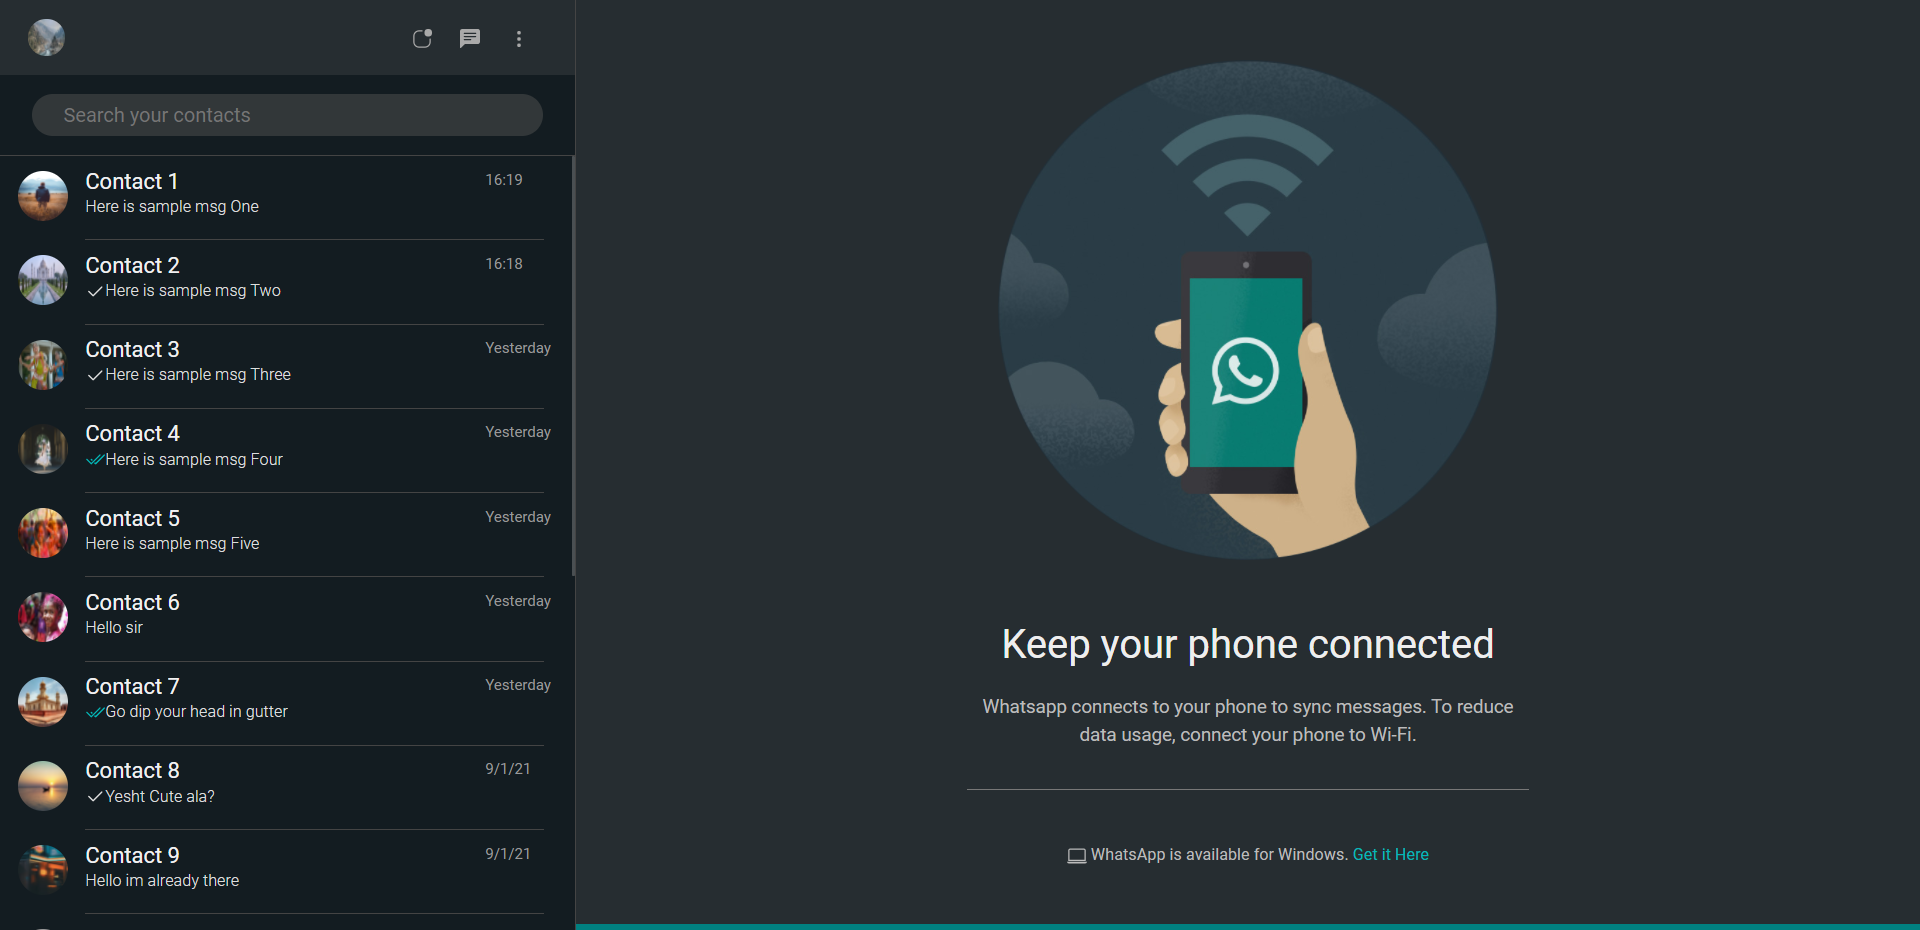 Search your contacts
Contact 1
16:19
Here is sample msg One
Contact 2
16:18
Here is sample msg Two
Contact 3
Yesterday
Here is sample msg Three
Contact 4
Yesterday
Here is sample msg Four
Contact 5
Yesterday
Here is sample msg Five
Contact 6
Yesterday
Hello sir
Contact 7
Yesterday
Go dip your head in gutter
Contact 8
9/1/21
Yesht Cute ala?
Contact 9
9/1/21
Hello im already there
Keep your phone connected
Whatsapp connects to your phone to sync messages. To reduce
data usage, connect your phone to Wi-Fi.
WhatsApp is available for Windows. Get it Here